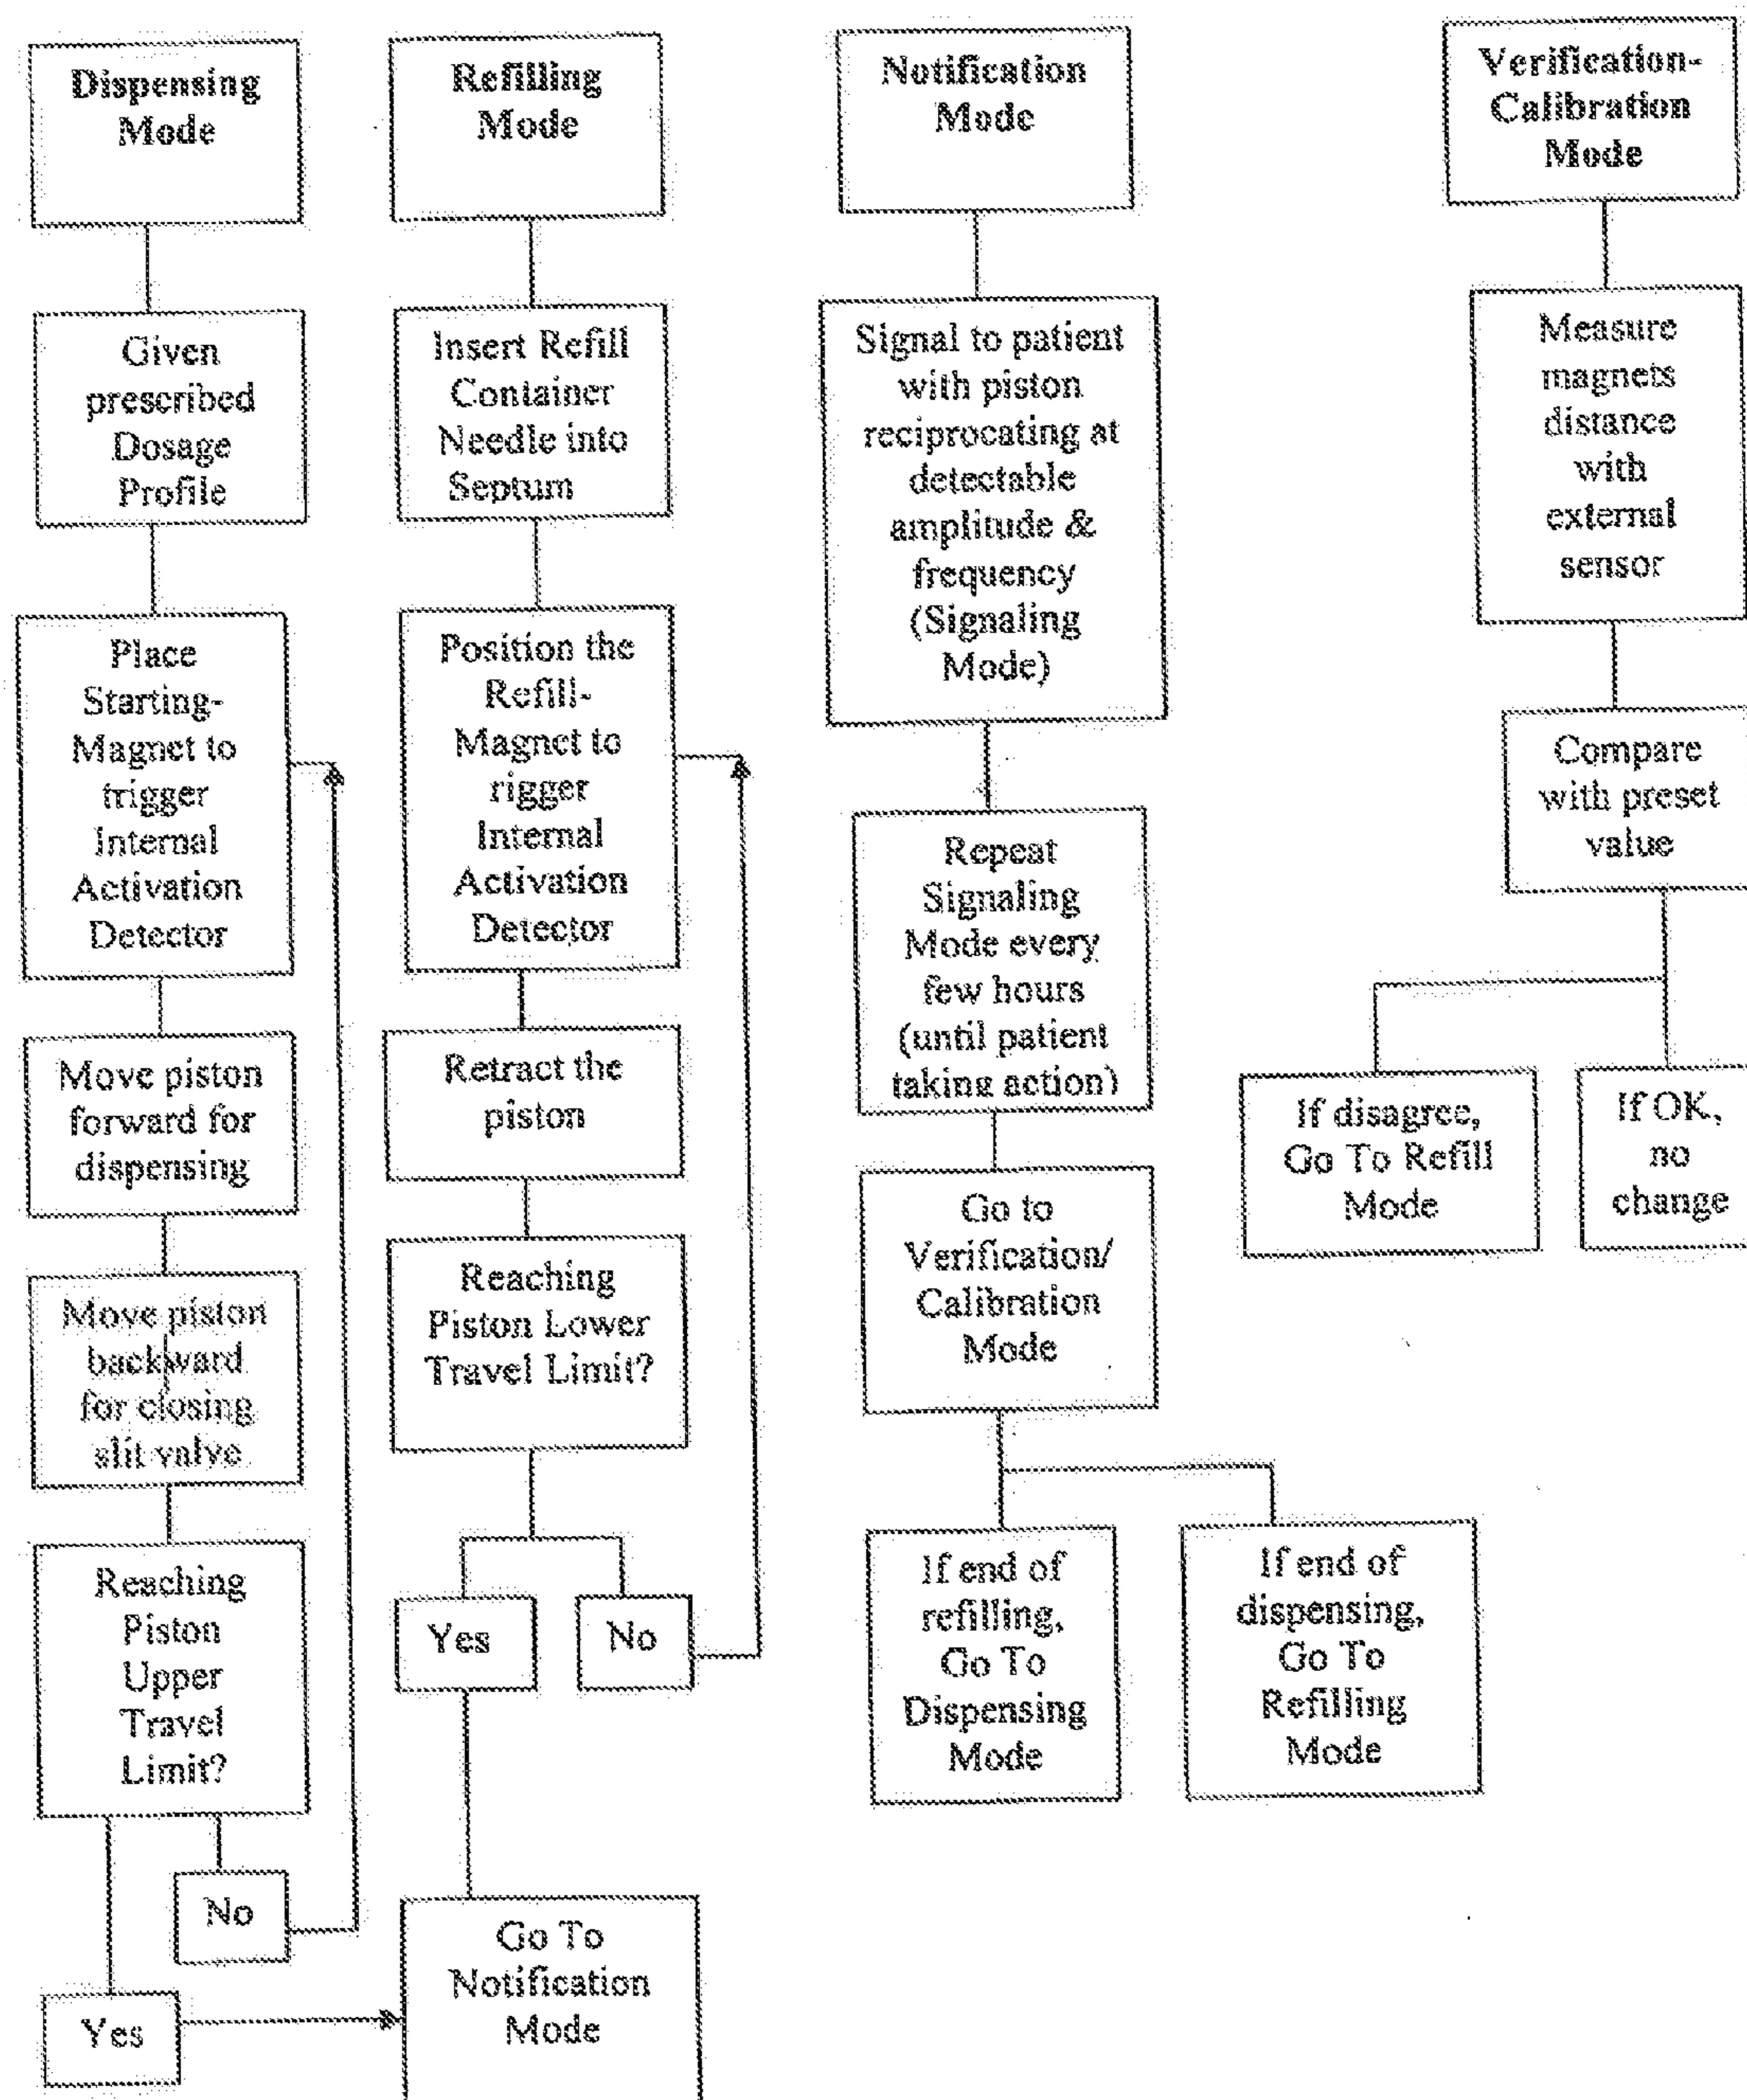 Dispensing
Mode
Given
prescribed
Dosage
Profile
Place
Starting-
Magnet to
trigger
Internal
Activation
Detector
Move piston
forward for
dispensing
Move piston
backward
for closing
slit valve
Reaching
Piston
Upper
Travel
Limit?
No
Yes
Refilling
Mode
Insert Refill
Container
Needle into
Septum
Position the
Refill-
Magnet to
rigger
Internal
Activation
Detector
Retract the
piston
Reaching
Piston Lower
Travel Limit?
Yes
No
Go To
Notification
Mode
Notification
Mode
Signal to patient
with piston
reciprocating at
detectable
amplitude &
frequency
(Signaling
Mode)
Repeat
Signaling
Mode every
few hours
(until patient
taking action)
Go to
Verification/
Calibration
Mode
If end of
refilling,
Go To
Dispensing
Mode
If end of
dispensing,
Go To
Refilling
Mode
Verification-
Calibration
Mode
Measure
magnets
distance
with
external
sensor
Compare
with preset
value
If disagree,
Go To Refill
Mode
If OK,
no
change